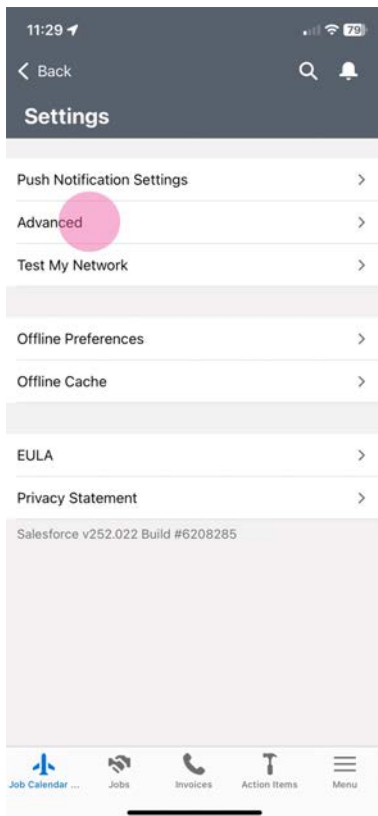 11:29
79
Back
Settings
Push Notification Settings
Advanced
Test My Network
Offline Preferences
Offline Cache
EULA
Privacy Statement
Salesforce v252.022 Build #6208285
Job Calendar ... Jobs Invoices Action Items Menu